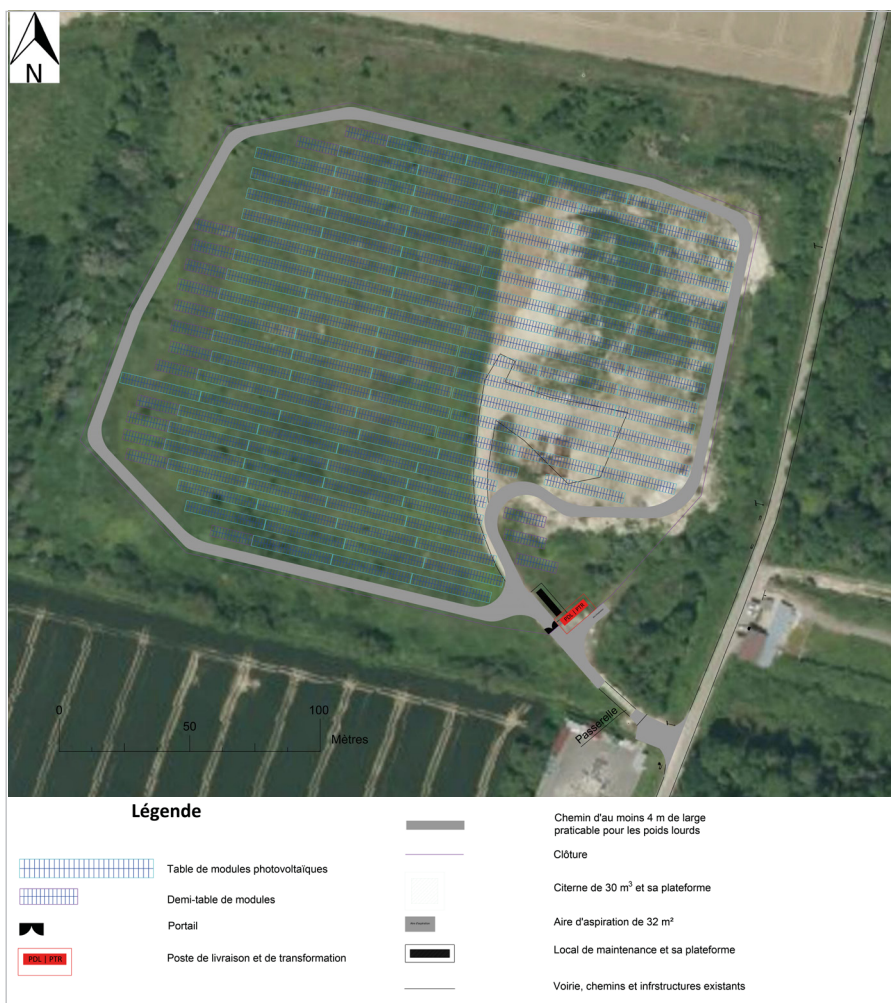 N
POL | PTR
Passerelle
0
50
100
Mètres
Légende
Table de modules photovoltaïques
Demi-table de modules
Portail
POL | PTR
Poste de livraison et de transformation
Chemin d'au moins 4 m de large
praticable pour les poids lourds
Clôture
Citerne de 30 m³ et sa plateforme
Aire d'aspiration de 32 m²
Local de maintenance et sa plateforme
Voirie, chemins et infrstructures existants